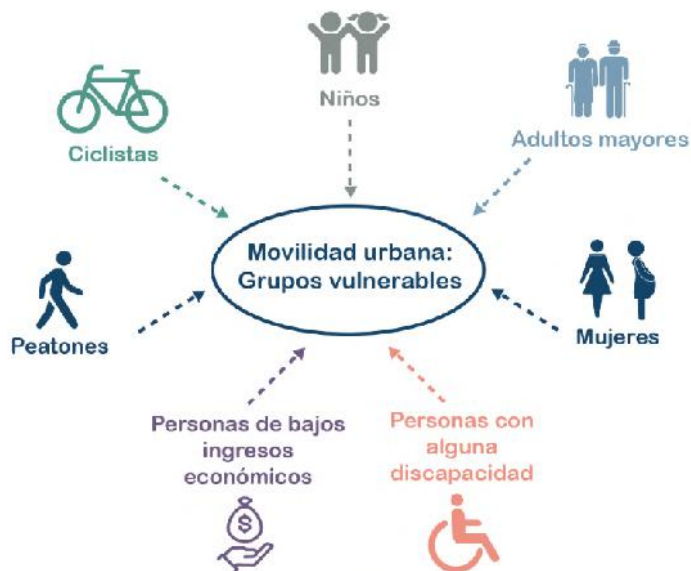 Niños
Ciclistas
Adultos mayores
Movilidad urbana:
Grupos vulnerables
Peatones
Mujeres
Personas de bajos
ingresos
económicos
Personas con
alguna
discapacidad
$